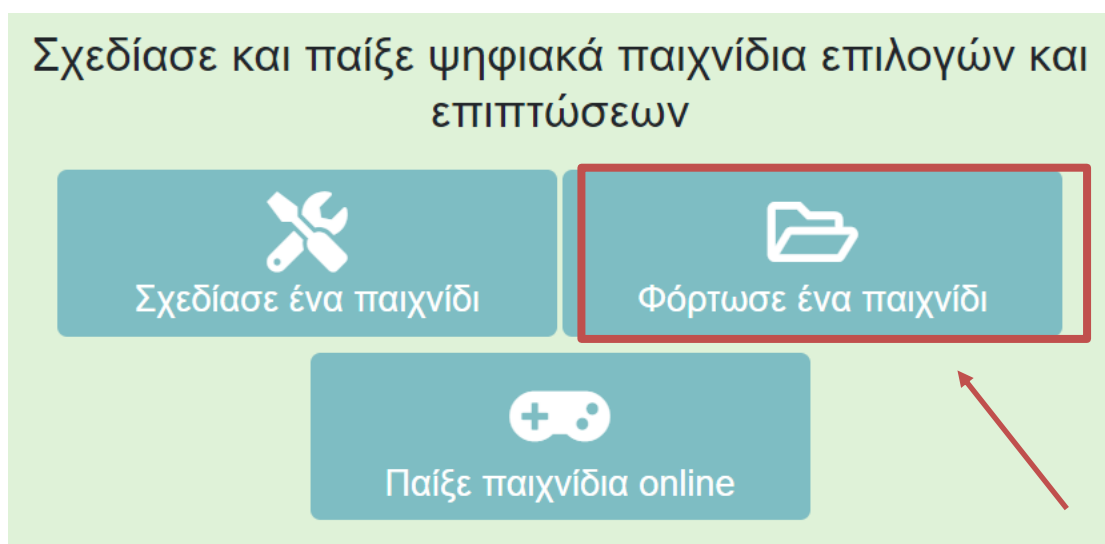 Σχεδίασε και παίξε ψηφιακά παιχνίδια επιλογών και
επιπτώσεων
Σχεδίασε ένα παιχνίδι
Φόρτωσε ένα παιχνίδι
Παίξε παιχνίδια online